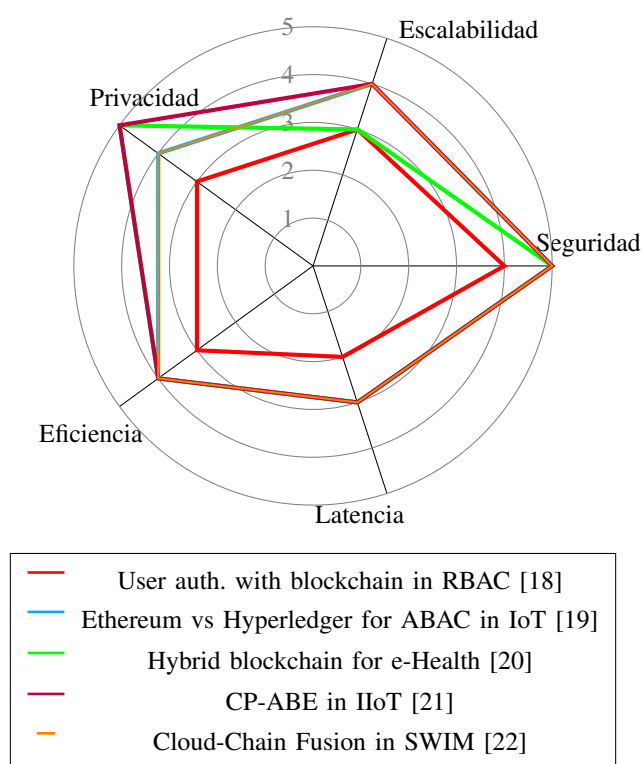 5
Escalabilidad
4
Privacidad
3
2
1
Seguridad
Eficiencia
Latencia
User auth. with blockchain in RBAC [18]
Ethereum vs Hyperledger for ABAC in IoT [19]
Hybrid blockchain for e-Health [20]
CP-ABE in IIoT [21]
Cloud-Chain Fusion in SWIM [22]